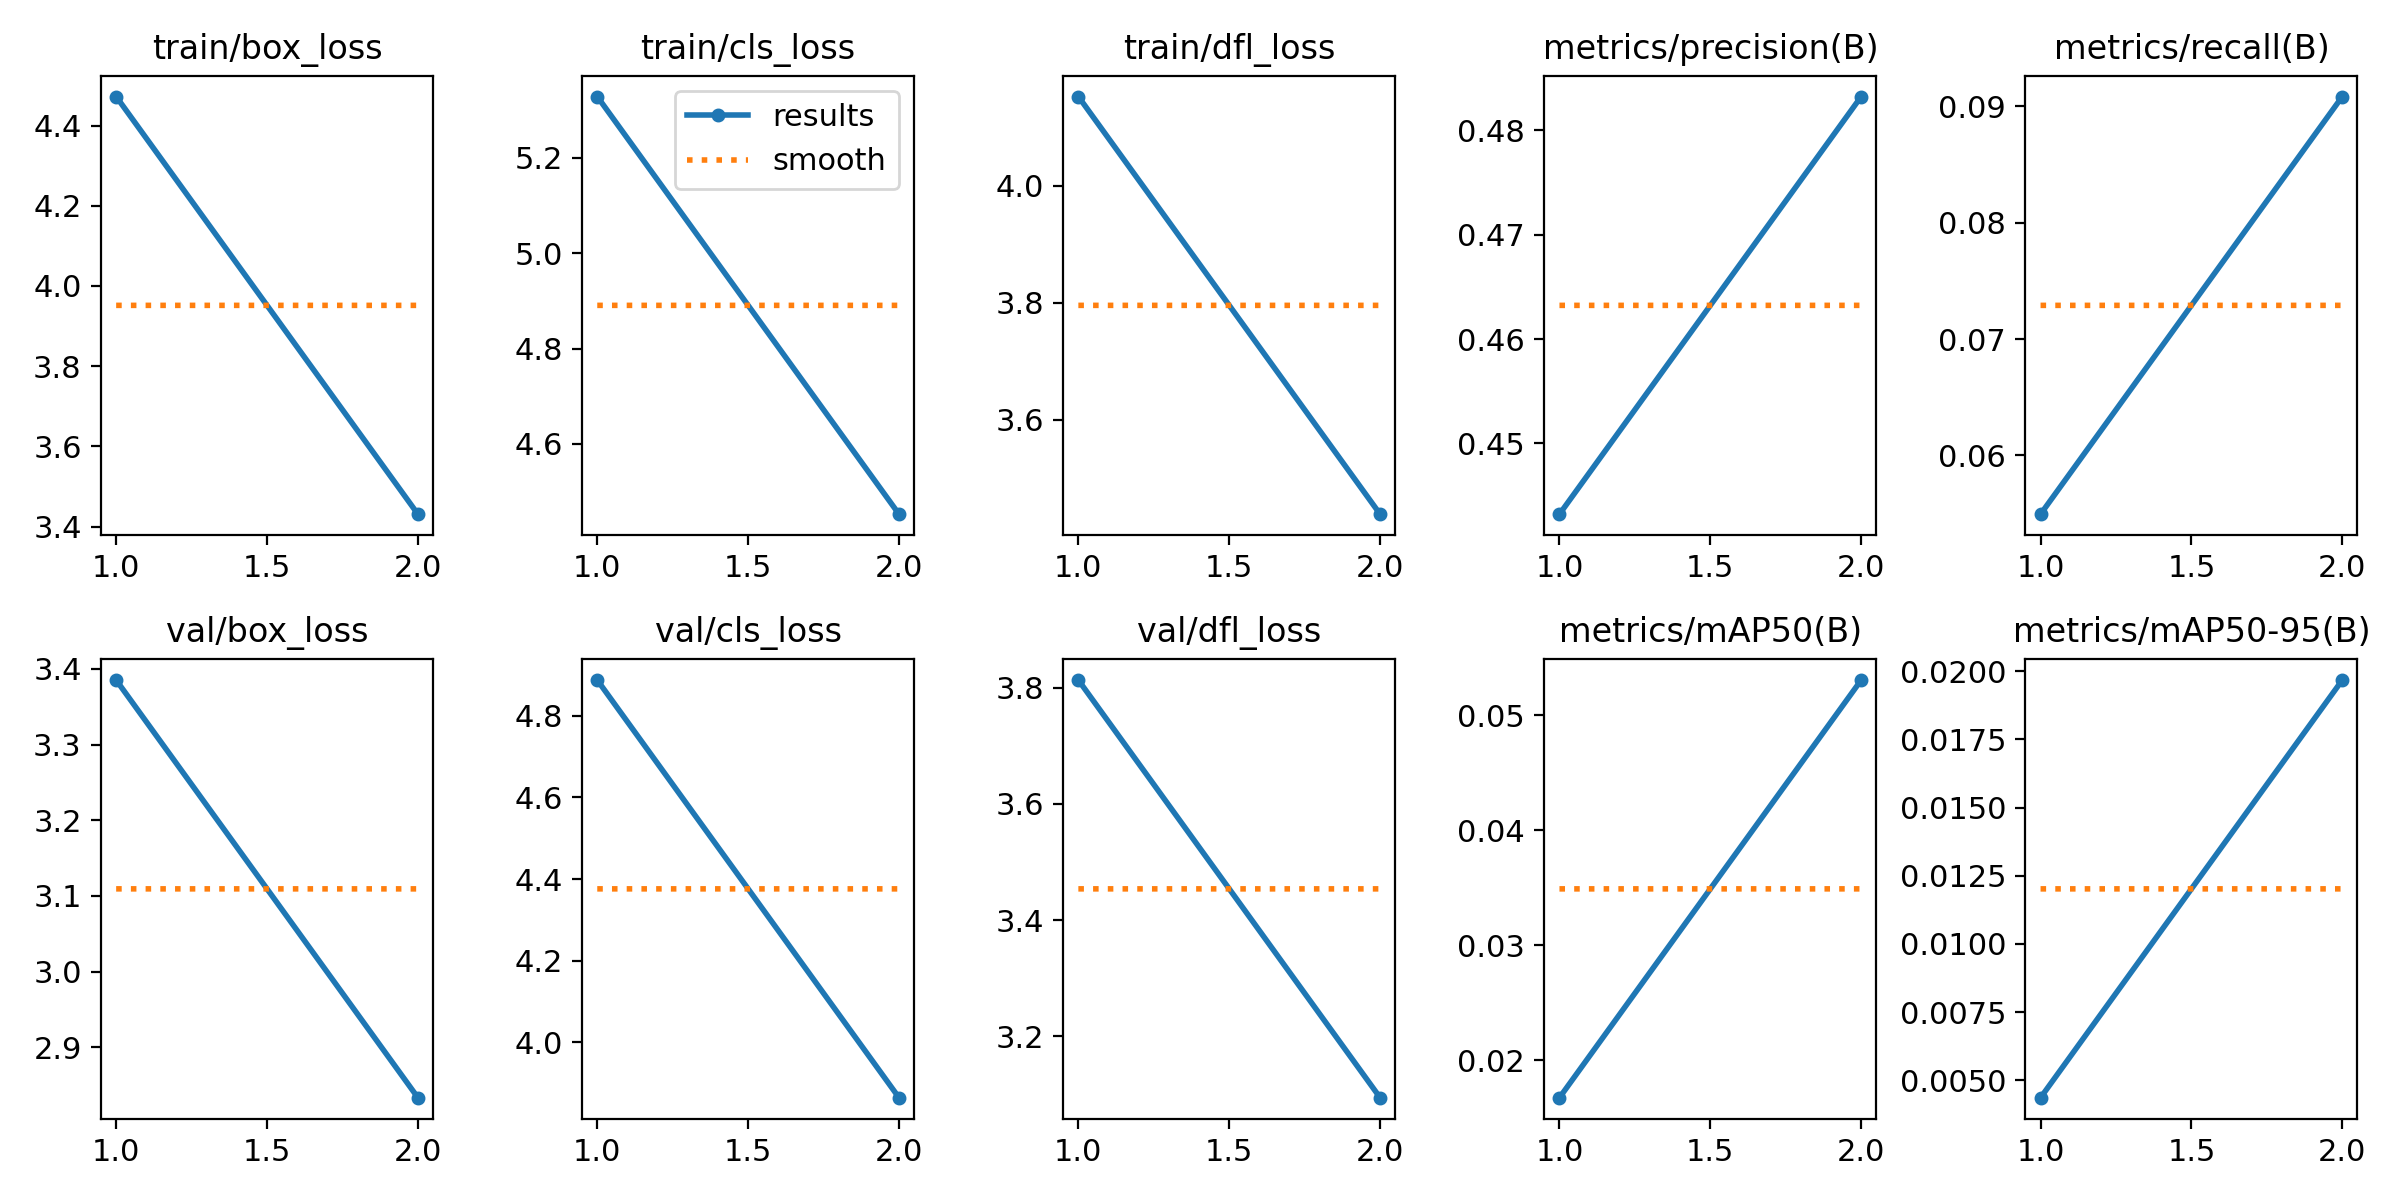 train/box_loss
4.4
4.2
4.0
3.8
3.6
3.4
1.0 1.5 2.0
train/cls_loss
results
smooth
5.2
5.0
4.8
4.6
1.0 1.5 2.0
train/dfl_loss
4.0
3.8
3.6
1.0 1.5 2.0
metrics/precision(B)
0.48
0.47
0.46
0.45
1.0 1.5 2.0
metrics/recall(B)
0.09
0.08
0.07
0.06
1.0 1.5 2.0
val/box_loss
3.4
3.3
3.2
3.1
3.0
2.9
1.0 1.5 2.0
val/cls_loss
4.8
4.6
4.4
4.2
4.0
1.0 1.5 2.0
val/dfl_loss
3.8
3.6
3.4
3.2
1.0 1.5 2.0
metrics/mAP50(B)
0.05
0.04
0.03
0.02
1.0 1.5 2.0
metrics/mAP50-95(B)
0.0200
0.0175
0.0150
0.0125
0.0100
0.0075
0.0050
1.0 1.5 2.0